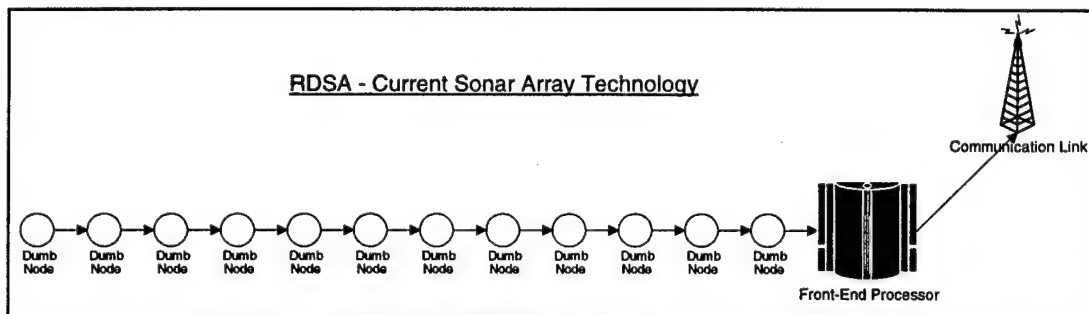 RDSA - Current Sonar Array Technology
Communication Link
Dumb Dumb Dumb Dumb Dumb Dumb Dumb Dumb Dumb Dumb Dumb Dumb
Node Node Node Node Node Node Node Node Node Node Node Node
Front-End Processor